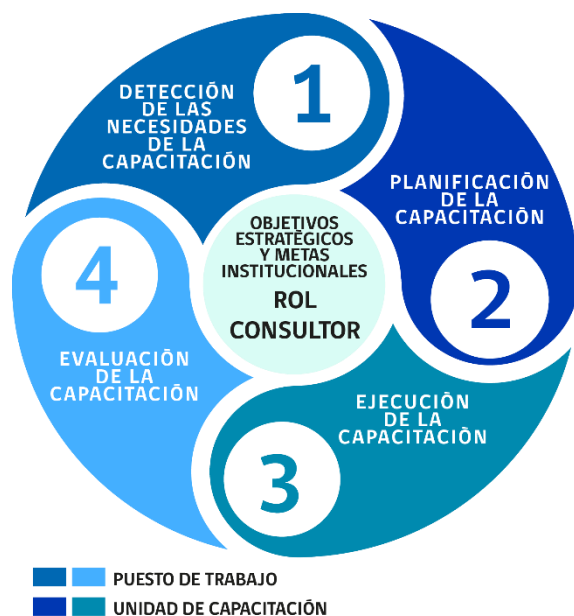 1
DETECCIÓN
DE LAS
NECESIDADES
DE LA
CAPACITACIÓN
PLANIFICACIÓN
DE LA
CAPACITACIÓN
2
OBJETIVOS
ESTRATÉGICOS
Y METAS
INSTITUCIONALES
ROL
CONSULTOR
EJECUCIÓN
DE LA
CAPACITACIÓN
3
4
EVALUACIÓN
DE LA
CAPACITACIÓN
PUESTO DE TRABAJO
UNIDAD DE CAPACITACIÓN